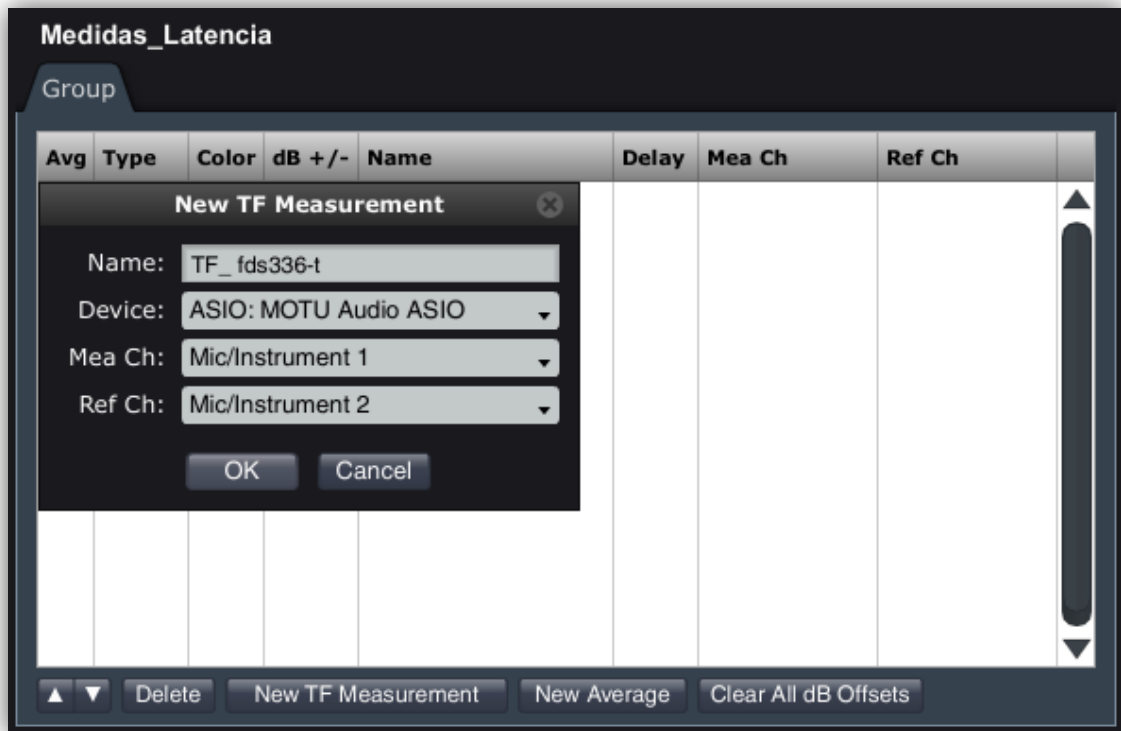 Medidas_Latencia
Group
Avg Type Color dB +/- Name Delay Mea Ch Ref Ch
New TF Measurement
Name: TF_ fds336-t
Device: ASIO: MOTU Audio ASIO
Mea Ch: Mic/Instrument 1
Ref Ch: Mic/Instrument 2
OK Cancel
Delete New TF Measurement New Average Clear All dB Offsets